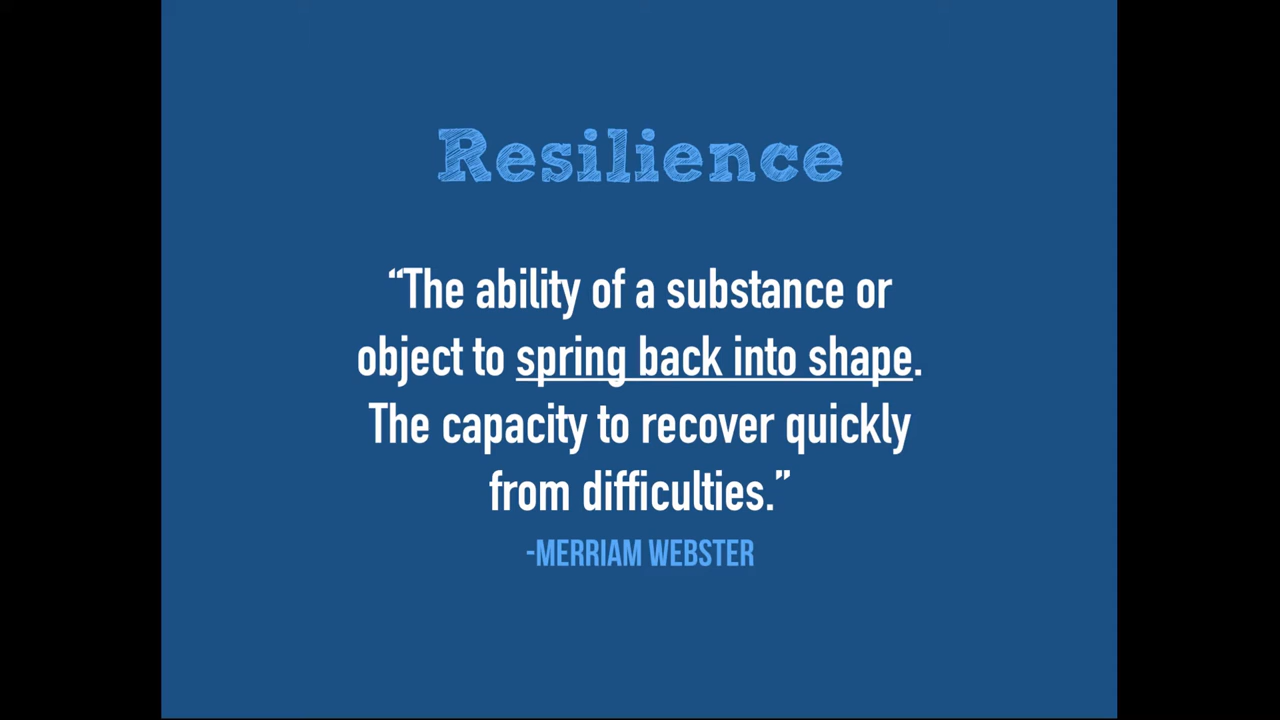 Resilience
“The ability of a substance or
object to spring back into shape.
The capacity to recover quickly
from difficulties.”
-MERRIAM WEBSTER